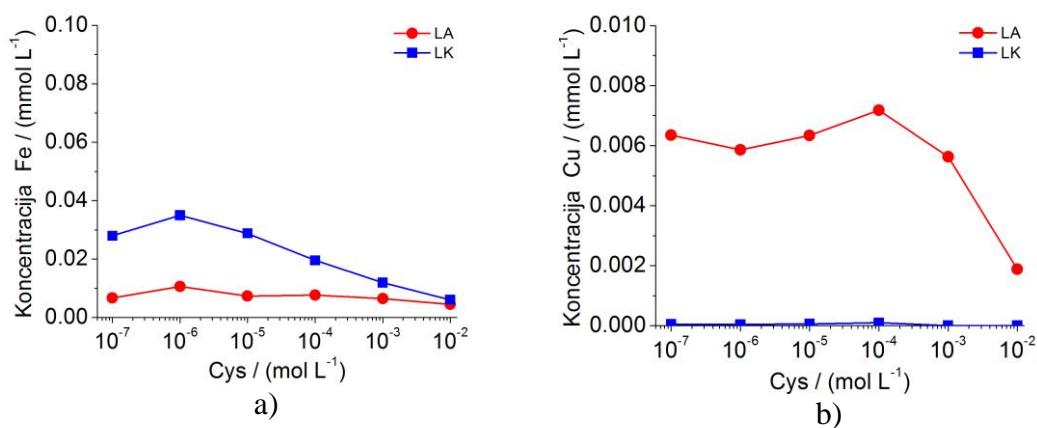 0.10
0.08
0.06
0.04
0.02
0.00
Koncentracija Fe / (mmol L⁻¹)
LA
LK
10⁻⁷ 10⁻⁶ 10⁻⁵ 10⁻⁴ 10⁻³ 10⁻²
Cys / (mol L⁻¹)
a)
0.010
0.008
0.006
0.004
0.002
0.000
Koncentracija Cu / (mmol L⁻¹)
LA
LK
10⁻⁷ 10⁻⁶ 10⁻⁵ 10⁻⁴ 10⁻³ 10⁻²
Cys / (mol L⁻¹)
b)